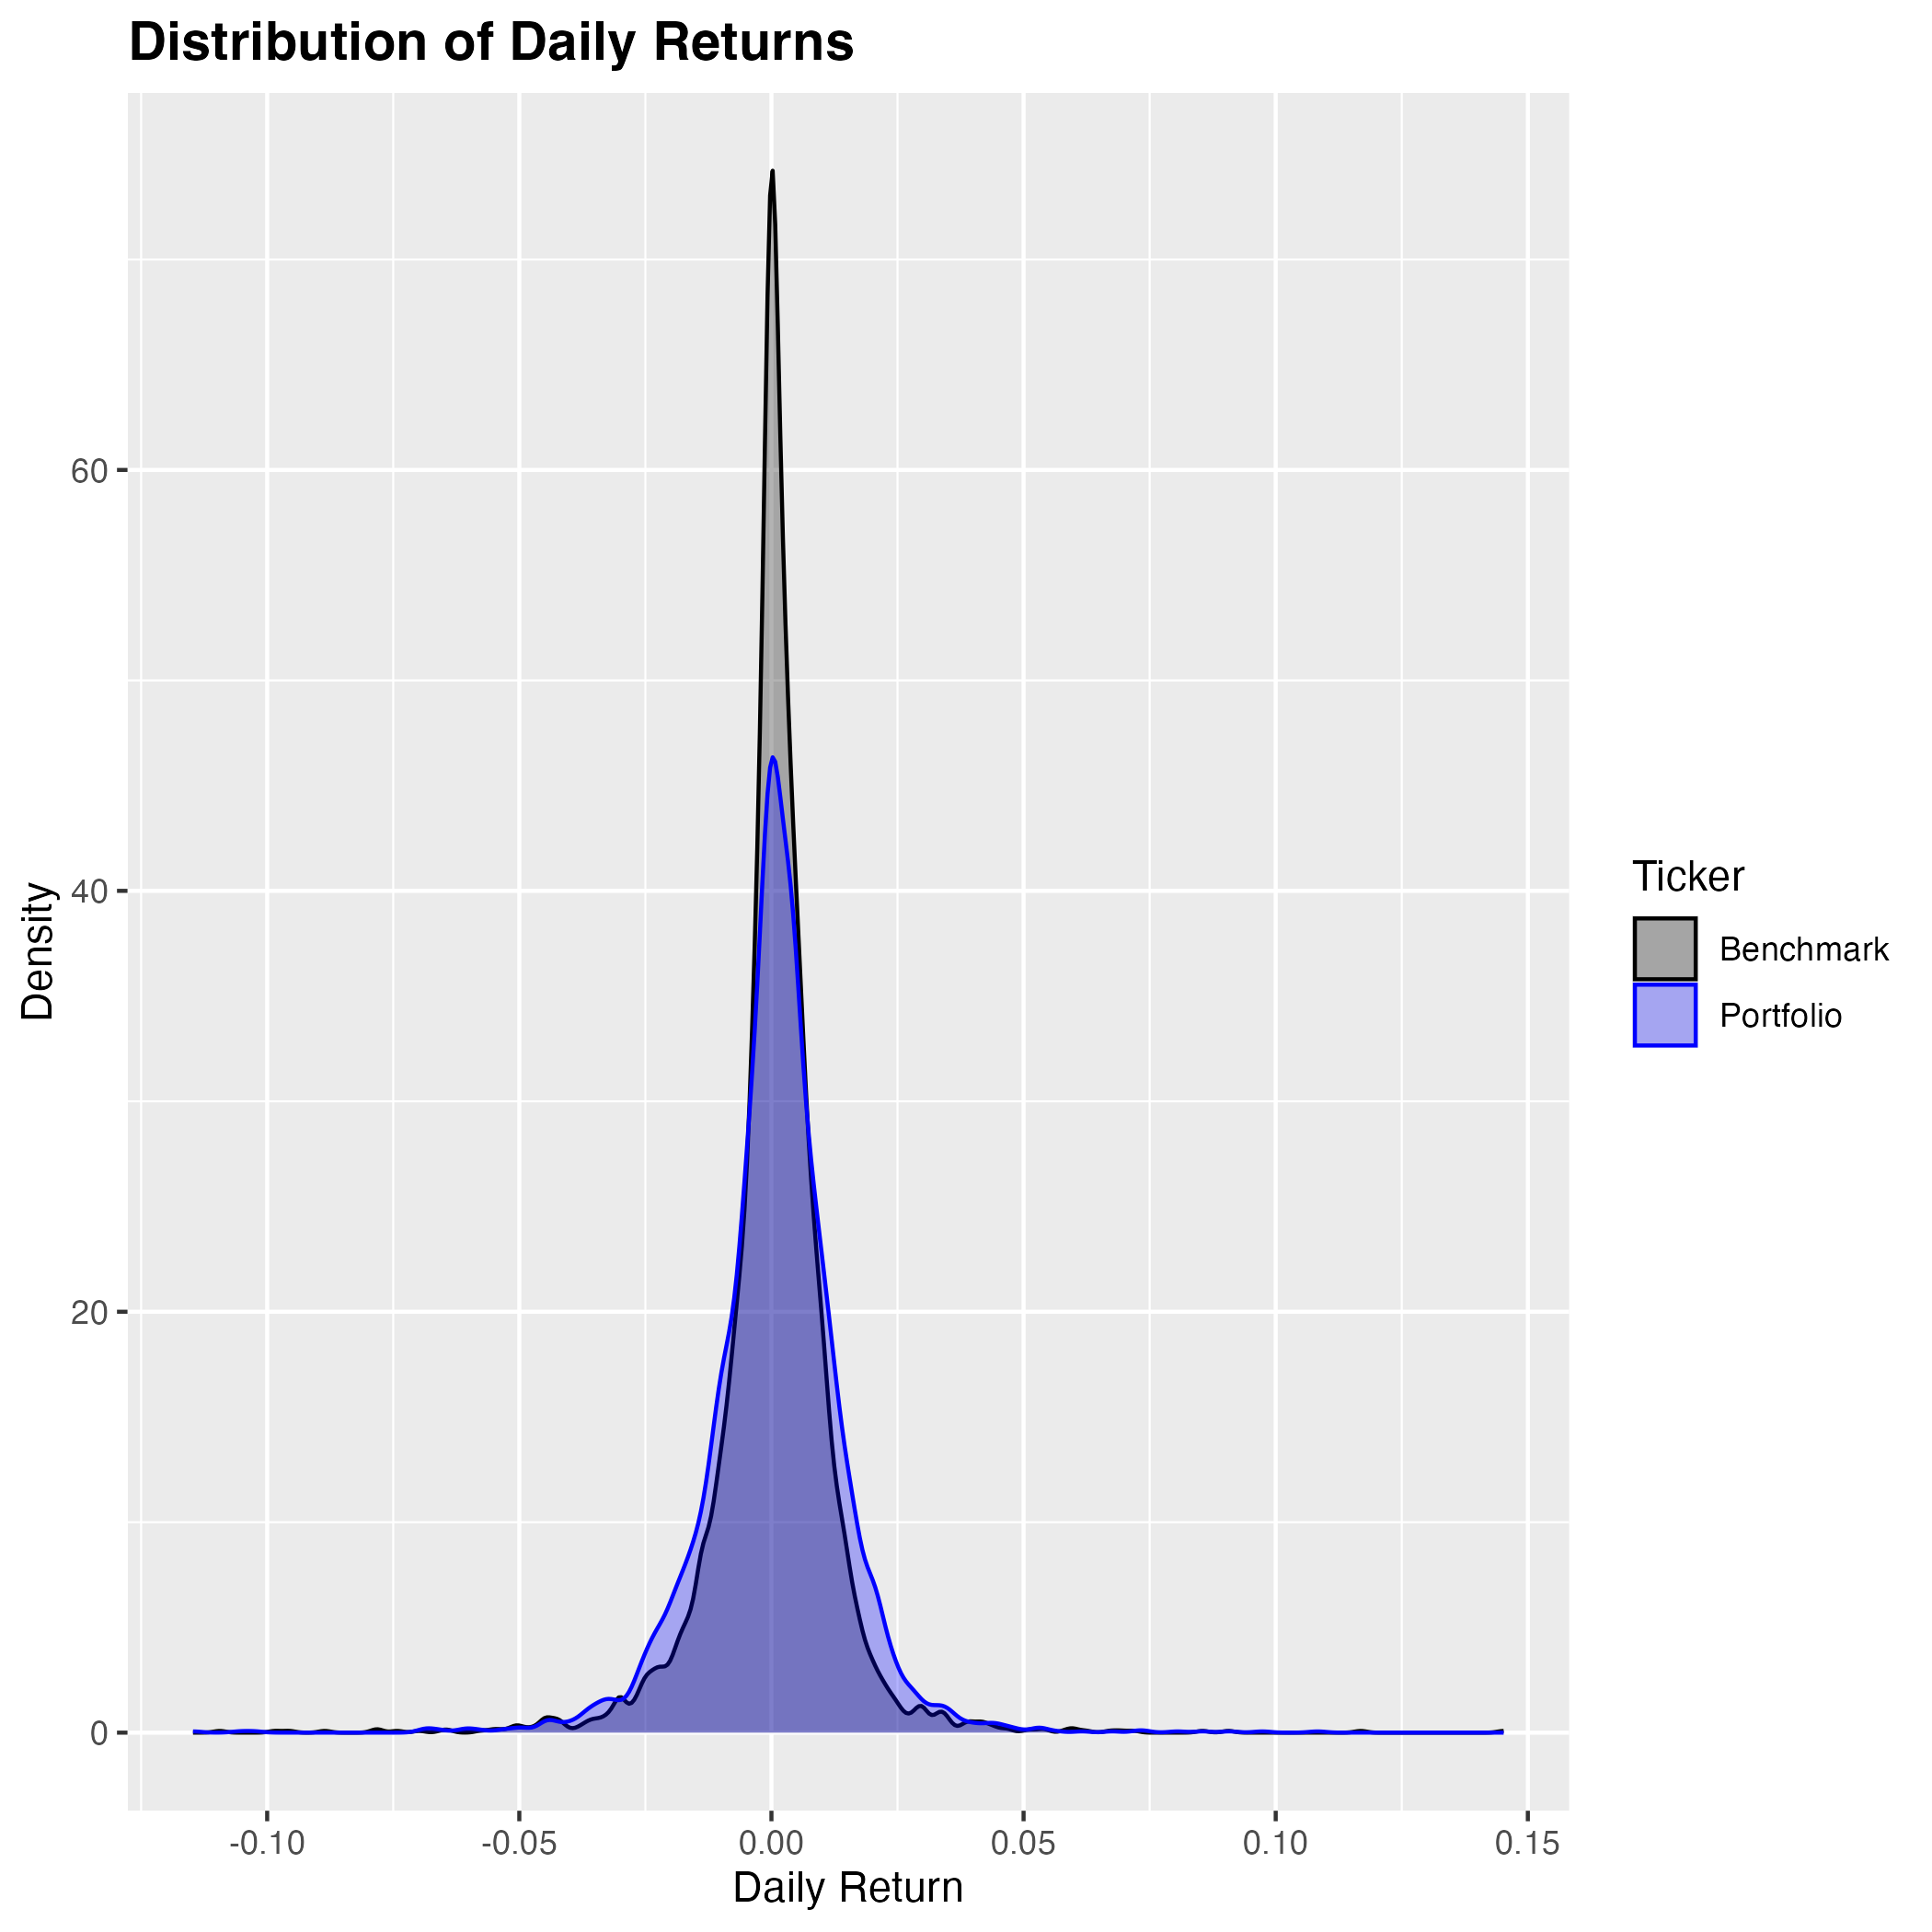 Distribution of Daily Returns
60
40
20
0
Density
-0.10 -0.05 0.00 0.05 0.10 0.15
Daily Return
Ticker
Benchmark
Portfolio